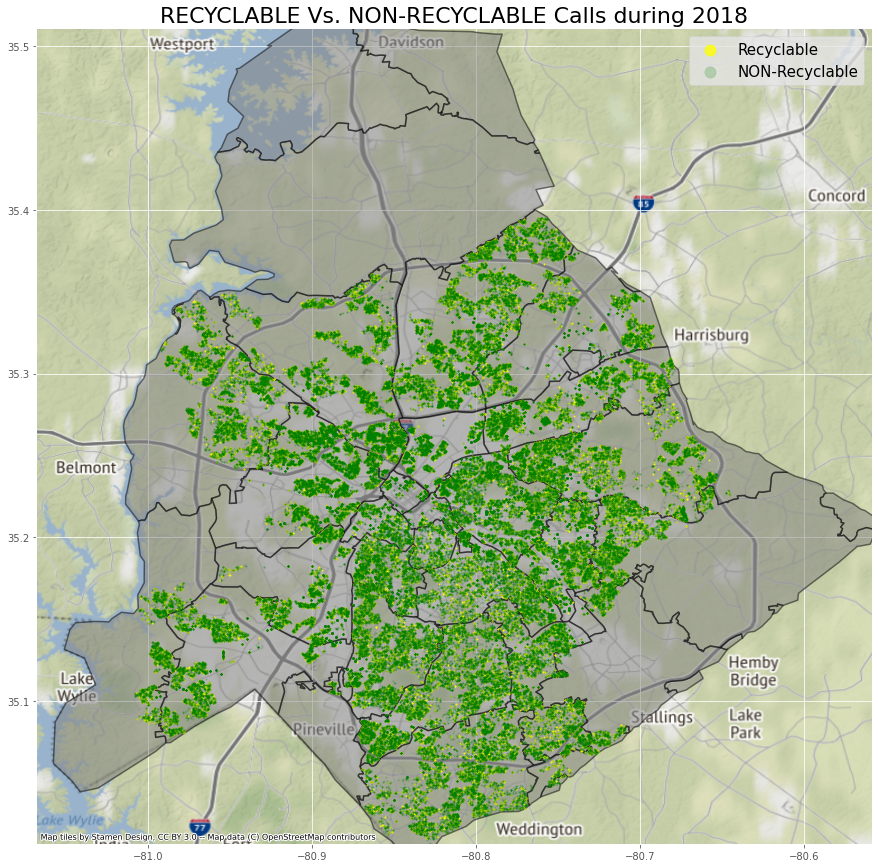 RECYCLABLE Vs. NON-RECYCLABLE Calls during 2018
Recyclable
NON-Recyclable
35.5
35.4
35.3
35.2
35.1
Westport
Davidson
85
Concord
Harrisburg
Belmont
Lake
Wylie
Hemby
Bridge
Stallings
Lake
Park
Pineville
Weddington
Lake Wylie
77
Map tiles by Stamen Design, CC BY 3.0 -- Map data (C) OpenStreetMap contributors
−81.0
−80.9
−80.8
−80.7
−80.6